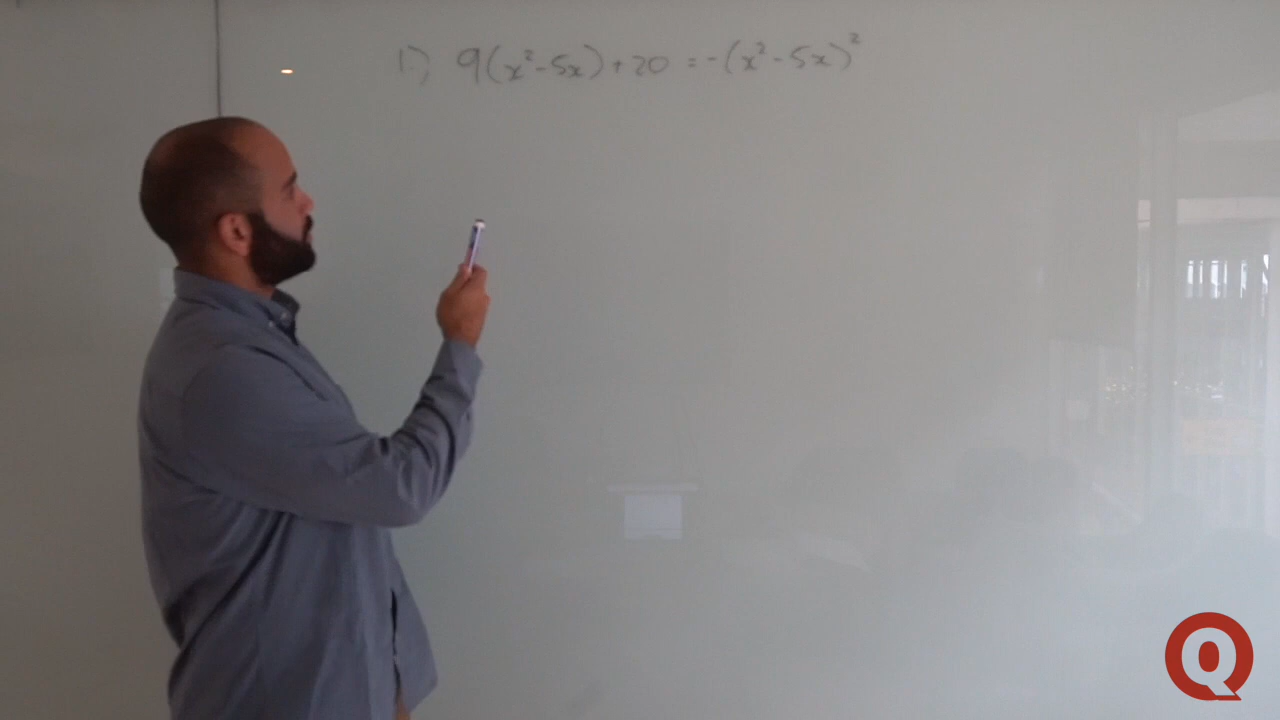 1.) 9(x²-5x)+20 = -(x²-5x)²
Q